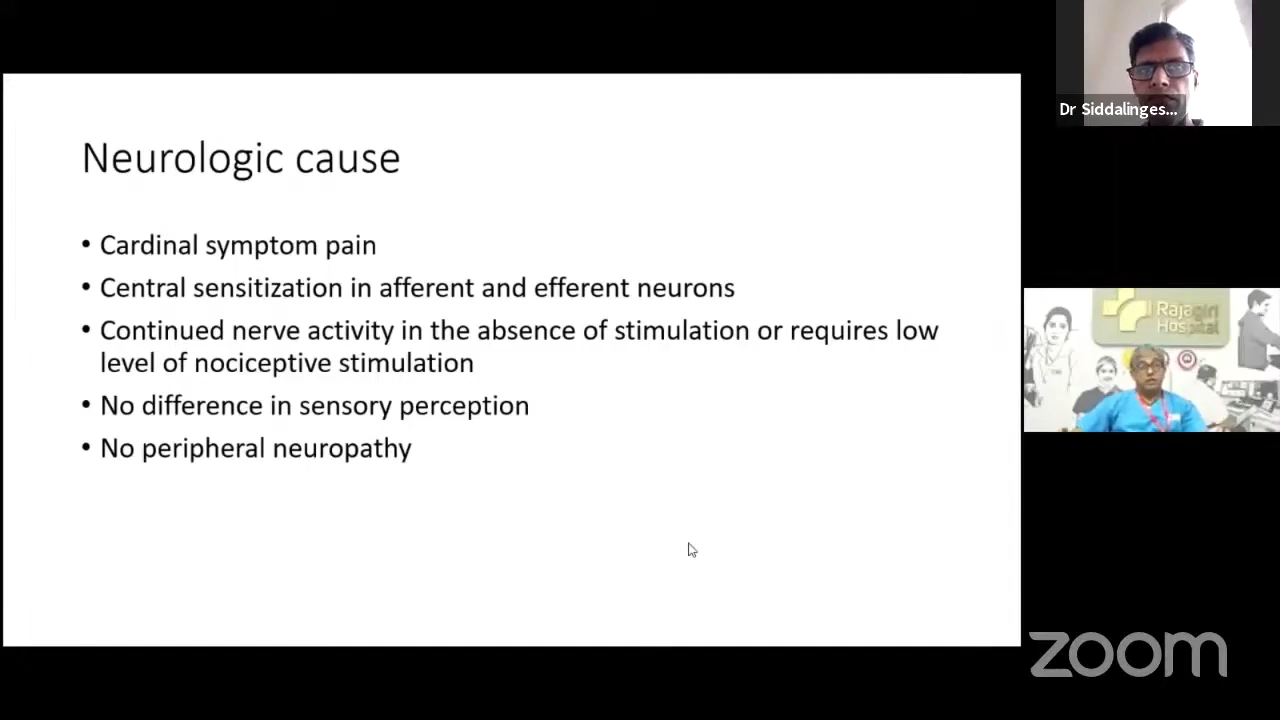 Neurologic cause
• Cardinal symptom pain
• Central sensitization in afferent and efferent neurons
• Continued nerve activity in the absence of stimulation or requires low
level of nociceptive stimulation
• No difference in sensory perception
• No peripheral neuropathy
Dr Siddalinges...
Rajagiri
Hospital
zoom